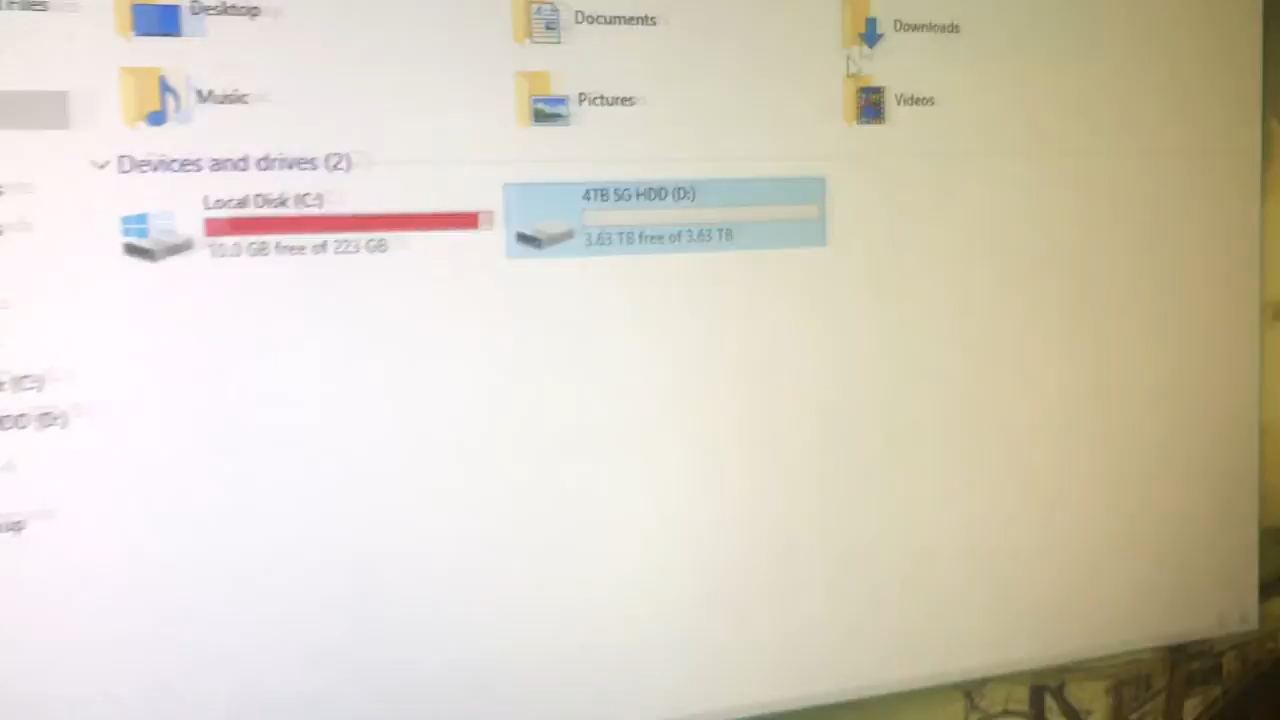 Files
Desktop
Documents
Downloads
Music
Pictures
Videos
Devices and drives (2)
Local Disk (C:)
10.0 GB free of 223 GB
4TB SG HDD (D:)
3.63 TB free of 3.63 TB
(C:)
(D:)